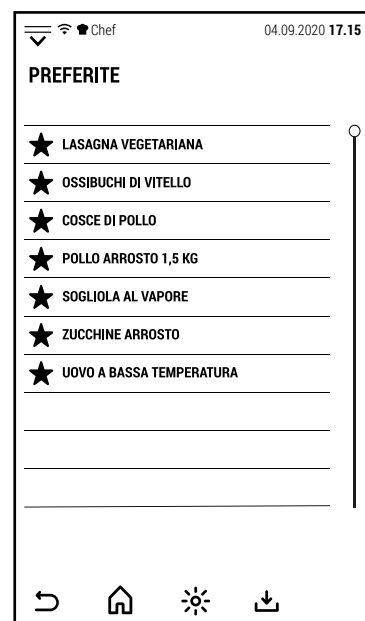 Chef 04.09.2020 17.15
PREFERITE
LASAGNA VEGETARIANA
OSSIBUCHI DI VITELLO
COSCE DI POLLO
POLLO ARROSTO 1,5 KG
SOGLIOLA AL VAPORE
ZUCCHINE ARROSTO
UOVO A BASSA TEMPERATURA